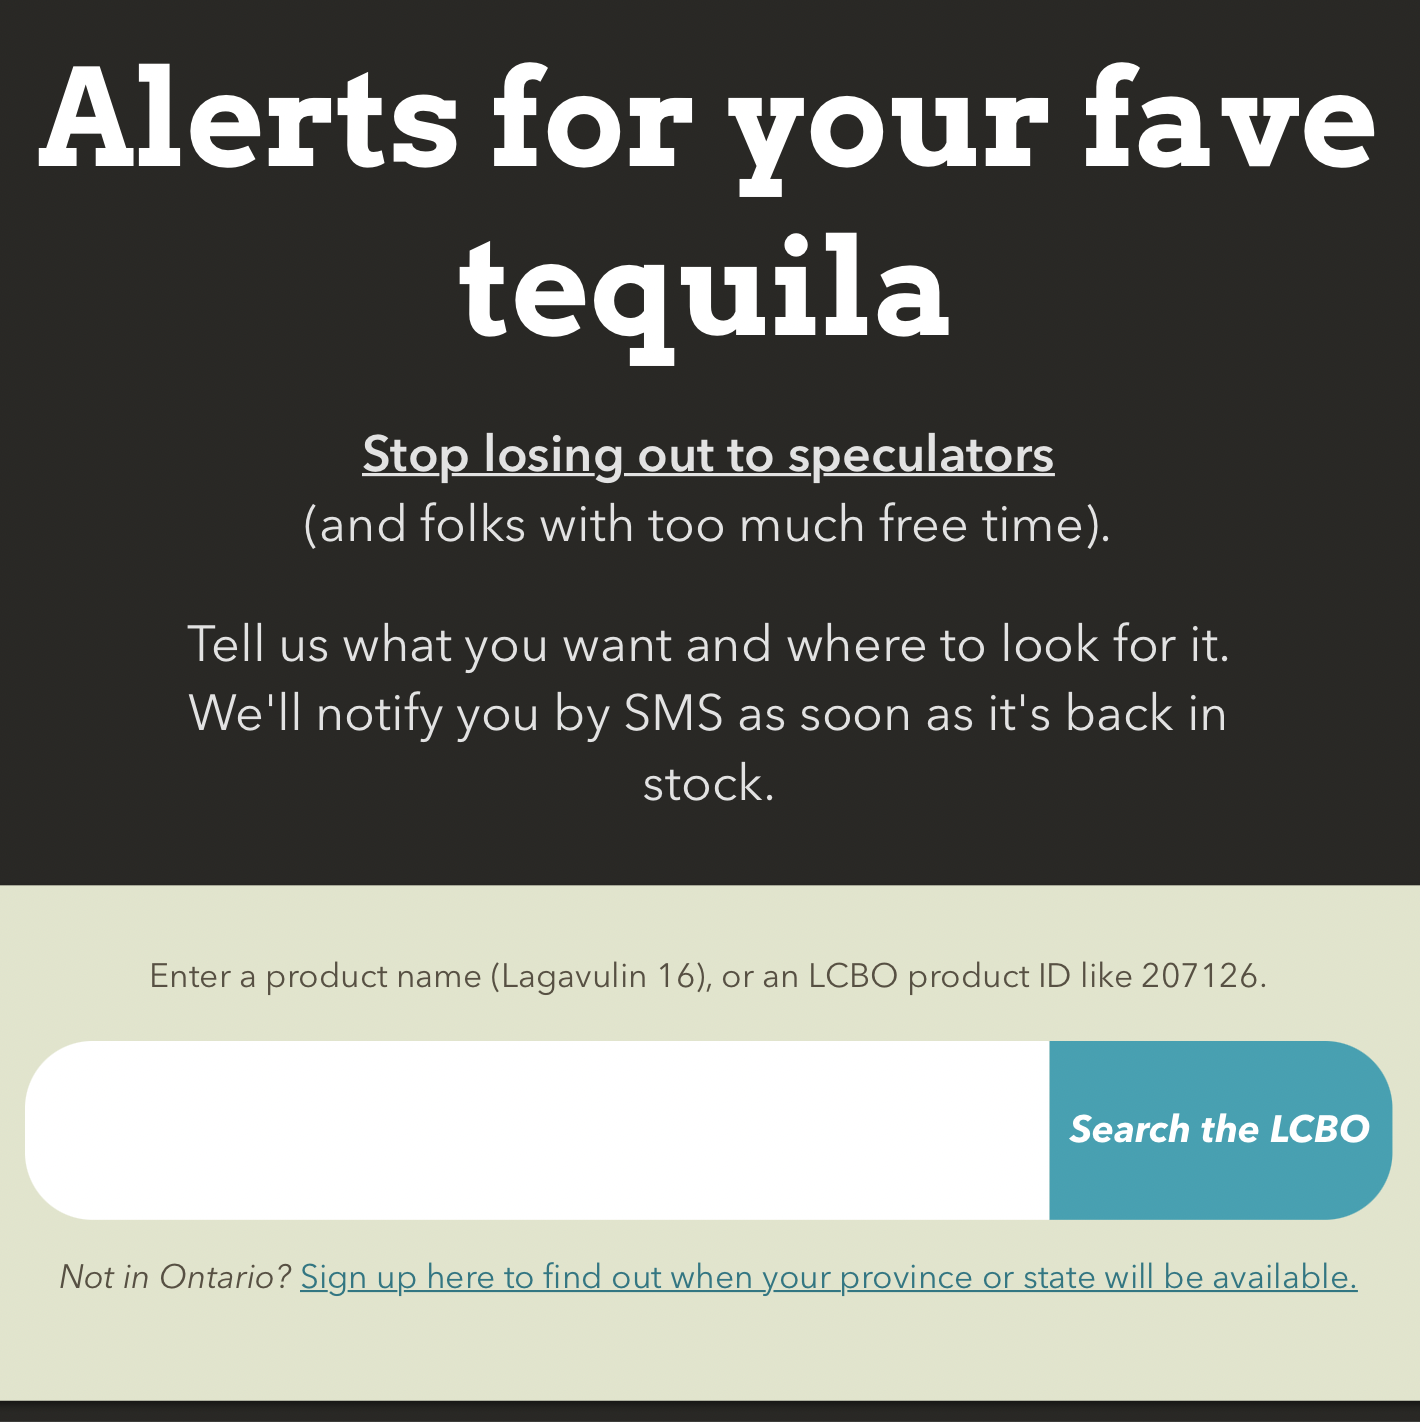 Alerts for your fave
tequila
Stop losing out to speculators
(and folks with too much free time).
Tell us what you want and where to look for it.
We'll notify you by SMS as soon as it's back in
stock.
Enter a product name (Lagavulin 16), or an LCBO product ID like 207126.
Search the LCBO
Not in Ontario? Sign up here to find out when your province or state will be available.